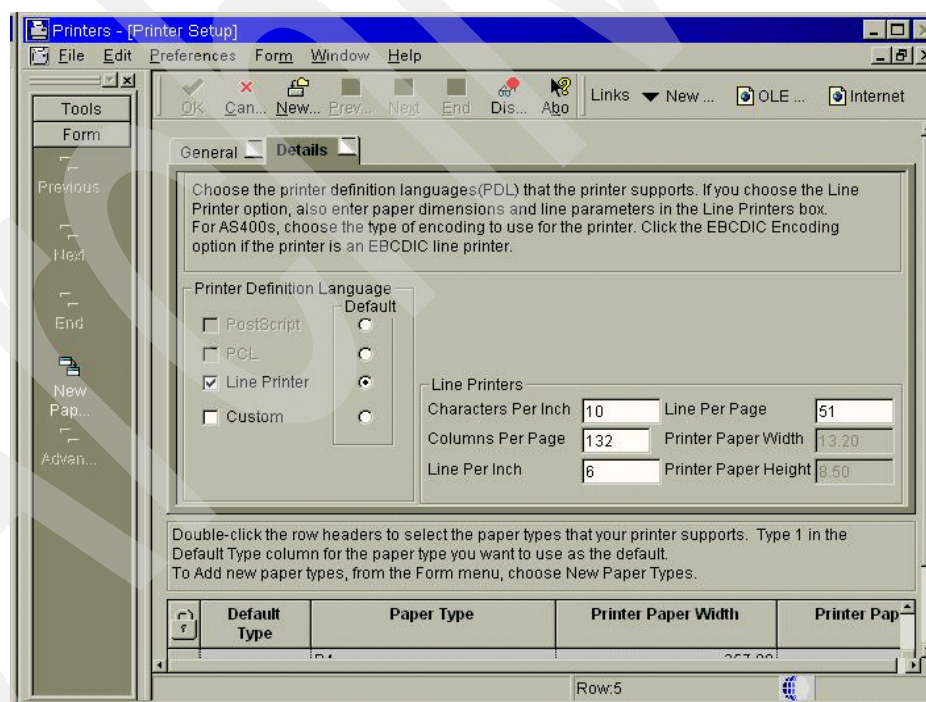 Printers - [Printer Setup]
File Edit Preferences Form Window Help
Tools
Form
Previous
Next
End
New
Pap...
Advan...
OK Can... New... Prev... Next End Dis... Abo Links New ... OLE ... Internet
General Details
Choose the printer definition languages(PDL) that the printer supports. If you choose the Line
Printer option, also enter paper dimensions and line parameters in the Line Printers box.
For AS400s, choose the type of encoding to use for the printer. Click the EBCDIC Encoding
option if the printer is an EBCDIC line printer.
Printer Definition Language
Default
PostScript
PCL
Line Printer
Custom
Line Printers
Characters Per Inch 10 Line Per Page 51
Columns Per Page 132 Printer Paper Width 13.20
Line Per Inch 6 Printer Paper Height 8.50
Double-click the row headers to select the paper types that your printer supports. Type 1 in the
Default Type column for the paper type you want to use as the default.
To Add new paper types, from the Form menu, choose New Paper Types.
Default Type Paper Type Printer Paper Width Printer Pap
Row:5